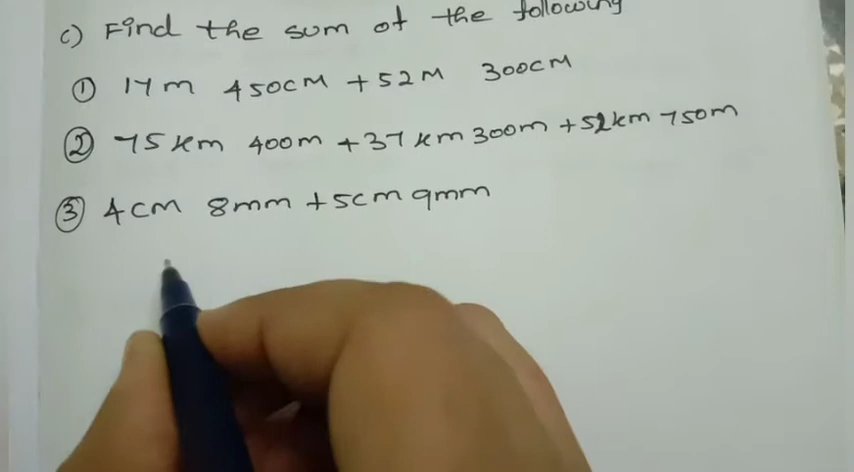 c) Find the sum of the following
① 17m 450cm + 52m 300cm
② 75km 400m + 37km 300m + 52km 750m
③ 4cm 8mm + 5cm 9mm